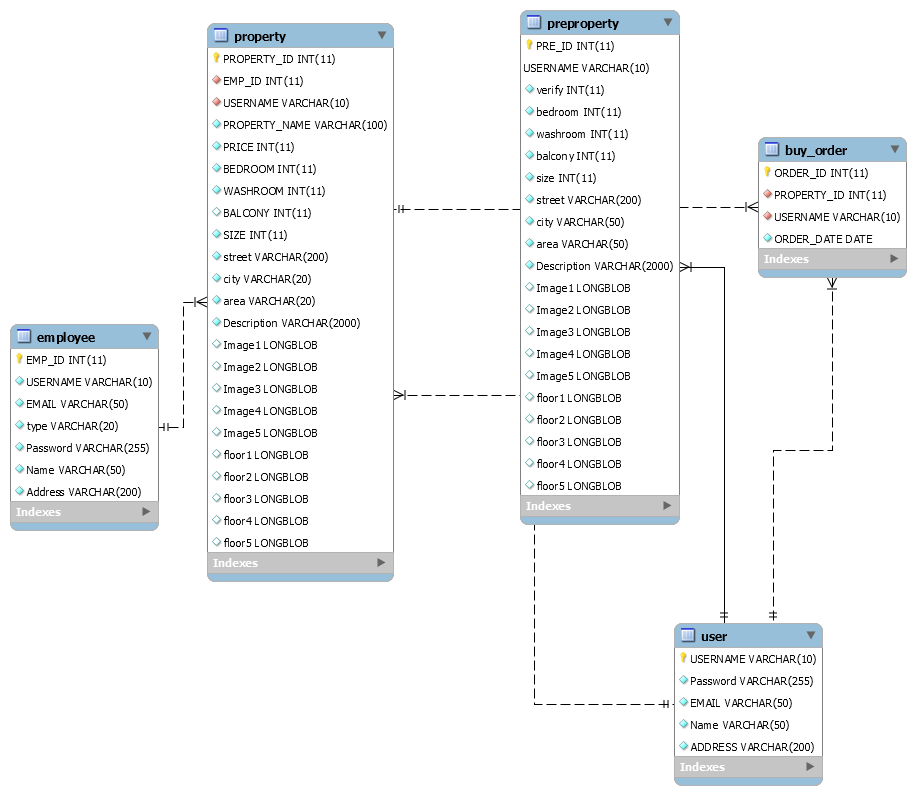 property
PROPERTY_ID INT(11)
EMP_ID INT(11)
USERNAME VARCHAR(10)
PROPERTY_NAME VARCHAR(100)
PRICE INT(11)
BEDROOM INT(11)
WASHROOM INT(11)
BALCONY INT(11)
SIZE INT(11)
street VARCHAR(200)
city VARCHAR(20)
area VARCHAR(20)
Description VARCHAR(2000)
Image1 LONGBLOB
Image2 LONGBLOB
Image3 LONGBLOB
Image4 LONGBLOB
Image5 LONGBLOB
floor1 LONGBLOB
floor2 LONGBLOB
floor3 LONGBLOB
floor4 LONGBLOB
floor5 LONGBLOB
Indexes
preproperty
PRE_ID INT(11)
USERNAME VARCHAR(10)
verify INT(11)
bedroom INT(11)
washroom INT(11)
balcony INT(11)
size INT(11)
street VARCHAR(200)
city VARCHAR(50)
area VARCHAR(50)
Description VARCHAR(2000)
Image1 LONGBLOB
Image2 LONGBLOB
Image3 LONGBLOB
Image4 LONGBLOB
Image5 LONGBLOB
floor1 LONGBLOB
floor2 LONGBLOB
floor3 LONGBLOB
floor4 LONGBLOB
floor5 LONGBLOB
Indexes
buy_order
ORDER_ID INT(11)
PROPERTY_ID INT(11)
USERNAME VARCHAR(10)
ORDER_DATE DATE
Indexes
employee
EMP_ID INT(11)
USERNAME VARCHAR(10)
EMAIL VARCHAR(50)
type VARCHAR(20)
Password VARCHAR(255)
Name VARCHAR(50)
Address VARCHAR(200)
Indexes
user
USERNAME VARCHAR(10)
Password VARCHAR(255)
EMAIL VARCHAR(50)
Name VARCHAR(50)
ADDRESS VARCHAR(200)
Indexes